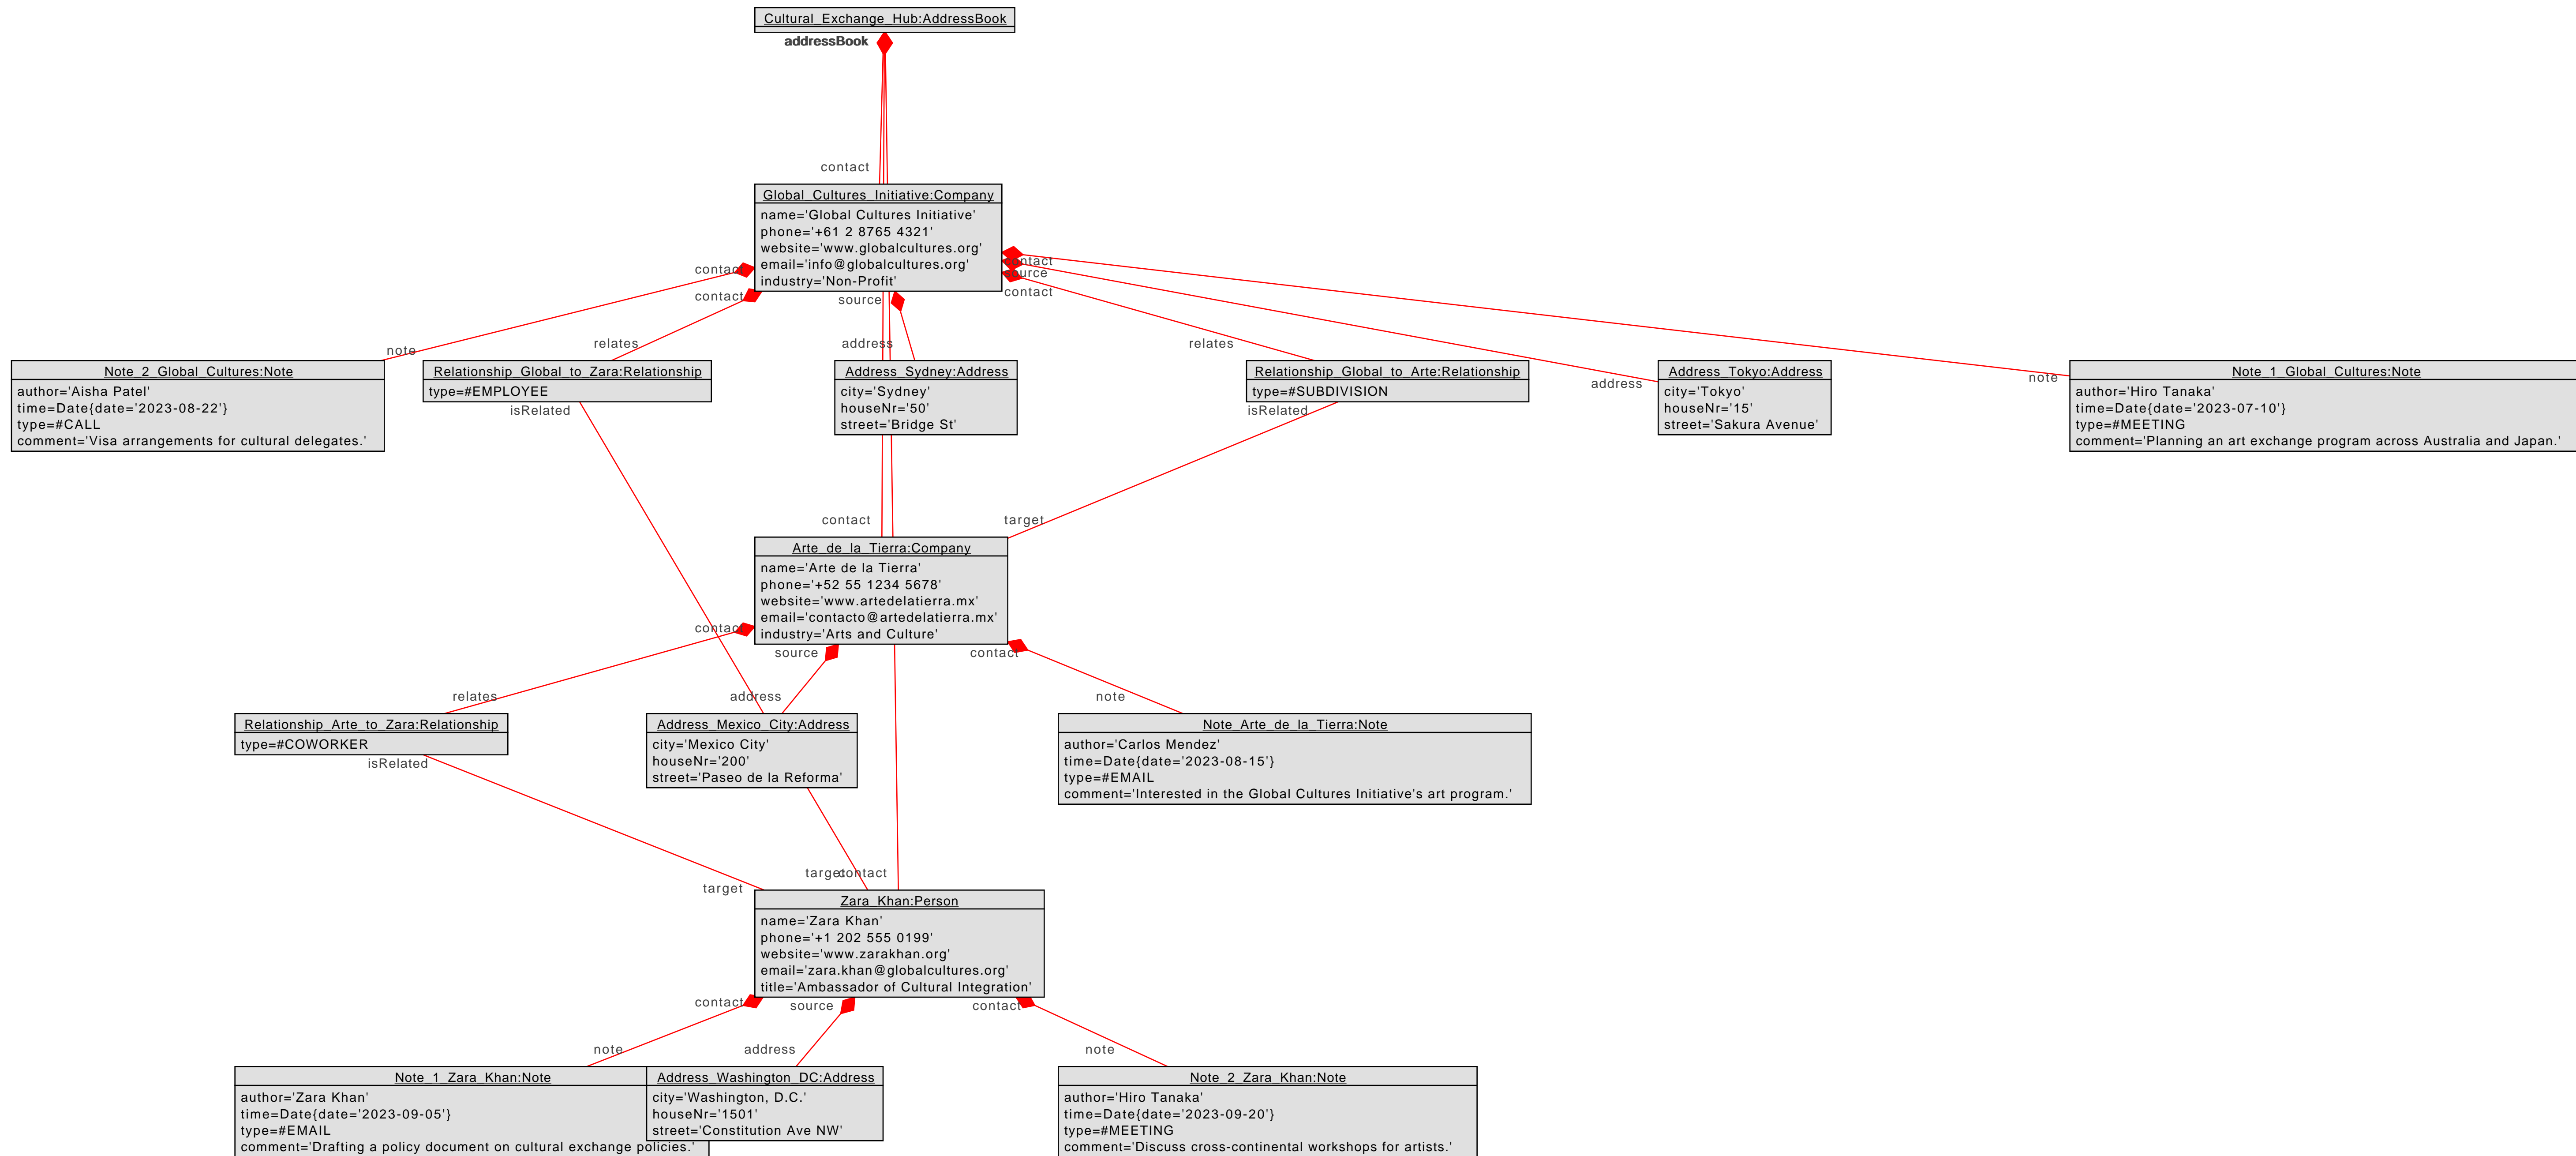 Cultural_Exchange_Hub:AddressBook
addressBook
contact
Global_Cultures_Initiative:Company
name='Global Cultures Initiative'
phone='+61 2 8765 4321'
website='www.globalcultures.org'
email='info@globalcultures.org'
industry='Non-Profit'
contact
contact
source
contact
source
contact
note
relates
address
relates
address
note
Note_2_Global_Cultures:Note
author='Aisha Patel'
time=Date{date='2023-08-22'}
type=#CALL
comment='Visa arrangements for cultural delegates.'
Relationship_Global_to_Zara:Relationship
type=#EMPLOYEE
isRelated
Address_Sydney:Address
city='Sydney'
houseNr='50'
street='Bridge St'
Relationship_Global_to_Arte:Relationship
type=#SUBDIVISION
isRelated
Address_Tokyo:Address
city='Tokyo'
houseNr='15'
street='Sakura Avenue'
Note_1_Global_Cultures:Note
author='Hiro Tanaka'
time=Date{date='2023-07-10'}
type=#MEETING
comment='Planning an art exchange program across Australia and Japan.'
contact
target
Arte_de_la_Tierra:Company
name='Arte de la Tierra'
phone='+52 55 1234 5678'
website='www.artedelatierra.mx'
email='contacto@artedelatierra.mx'
industry='Arts and Culture'
contact
source
contact
relates
address
note
Relationship_Arte_to_Zara:Relationship
type=#COWORKER
isRelated
Address_Mexico_City:Address
city='Mexico City'
houseNr='200'
street='Paseo de la Reforma'
Note_Arte_de_la_Tierra:Note
author='Carlos Mendez'
time=Date{date='2023-08-15'}
type=#EMAIL
comment='Interested in the Global Cultures Initiative's art program.'
target
target
contact
Zara_Khan:Person
name='Zara Khan'
phone='+1 202 555 0199'
website='www.zarakhan.org'
email='zara.khan@globalcultures.org'
title='Ambassador of Cultural Integration'
contact
source
contact
note
address
note
Note_1_Zara_Khan:Note
author='Zara Khan'
time=Date{date='2023-09-05'}
type=#EMAIL
comment='Drafting a policy document on cultural exchange policies.'
Address_Washington_DC:Address
city='Washington, D.C.'
houseNr='1501'
street='Constitution Ave NW'
Note_2_Zara_Khan:Note
author='Hiro Tanaka'
time=Date{date='2023-09-20'}
type=#MEETING
comment='Discuss cross-continental workshops for artists.'